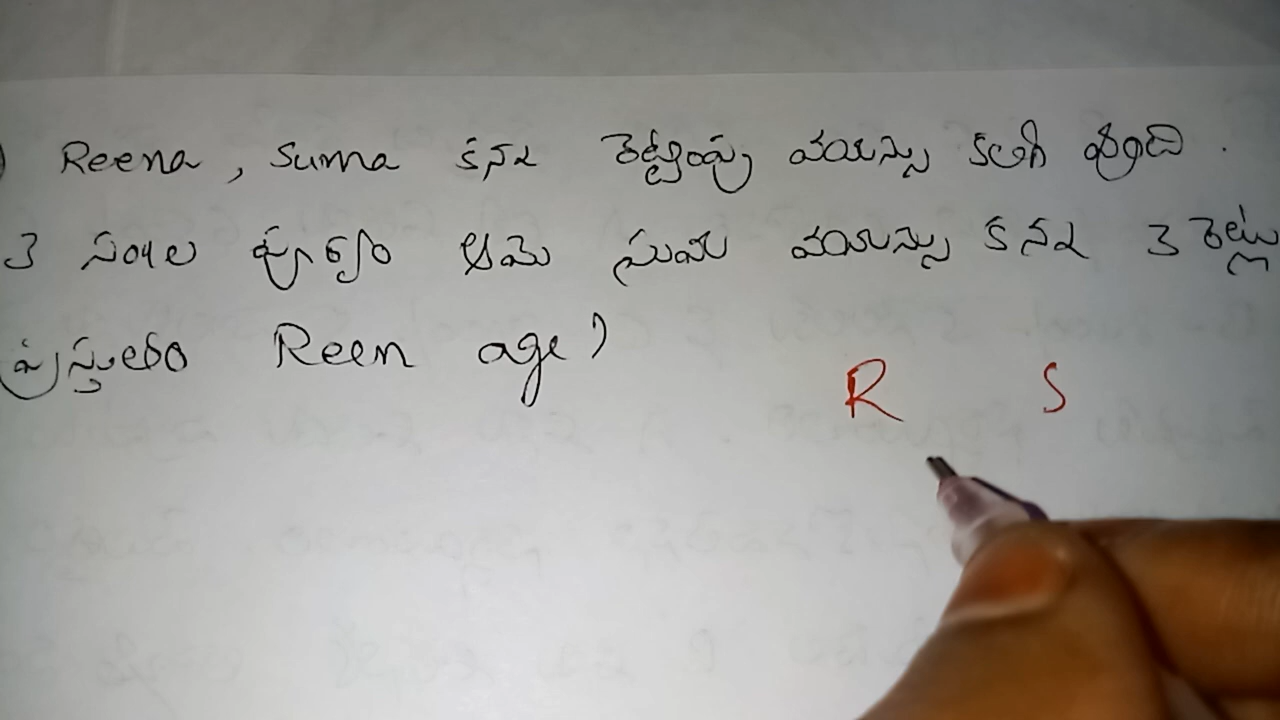 ) Reena, Suma కన్నా రెట్టింపు వయస్సు కలిగి ఉంది.
3 సం॥ల పూర్వం ఆమె సుమ వయస్సు కన్నా 3 రెట్లు
ప్రస్తుతం Reen age?
R S